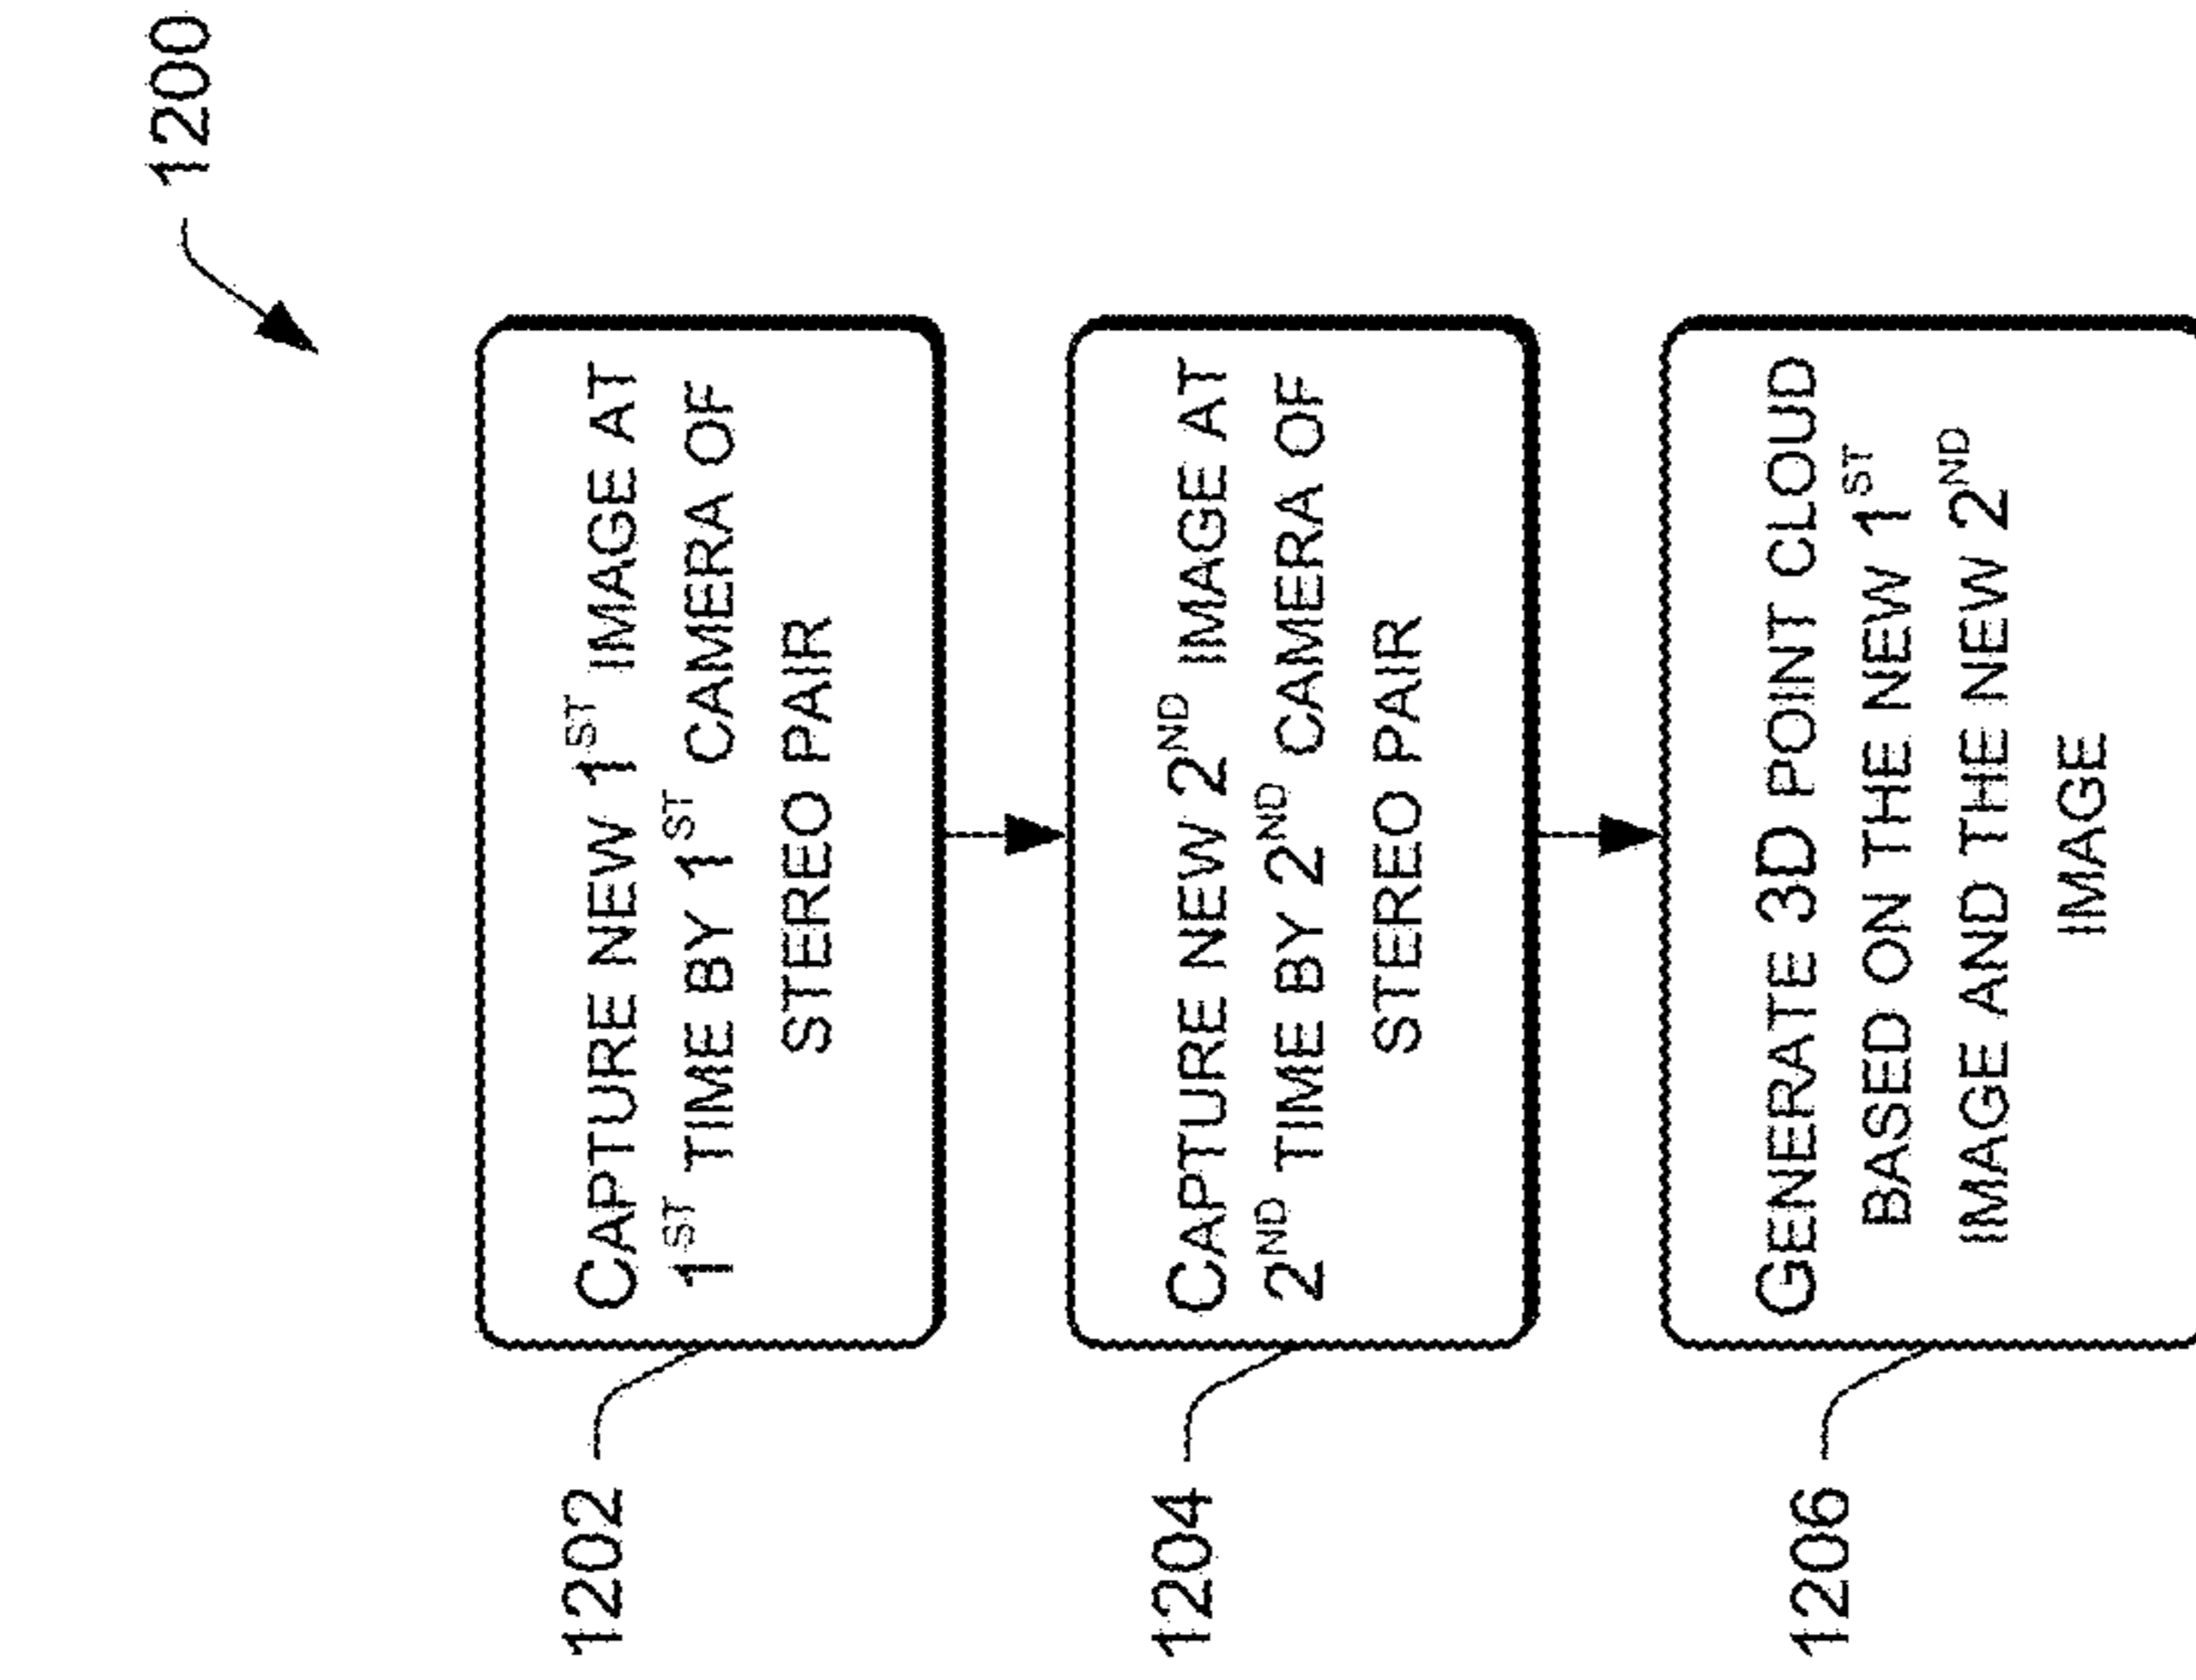 1200
1202
CAPTURE NEW 1ST IMAGE AT
1ST TIME BY 1ST CAMERA OF
STEREO PAIR
1204
CAPTURE NEW 2ND IMAGE AT
2ND TIME BY 2ND CAMERA OF
STEREO PAIR
1206
GENERATE 3D POINT CLOUD
BASED ON THE NEW 1ST
IMAGE AND THE NEW 2ND
IMAGE